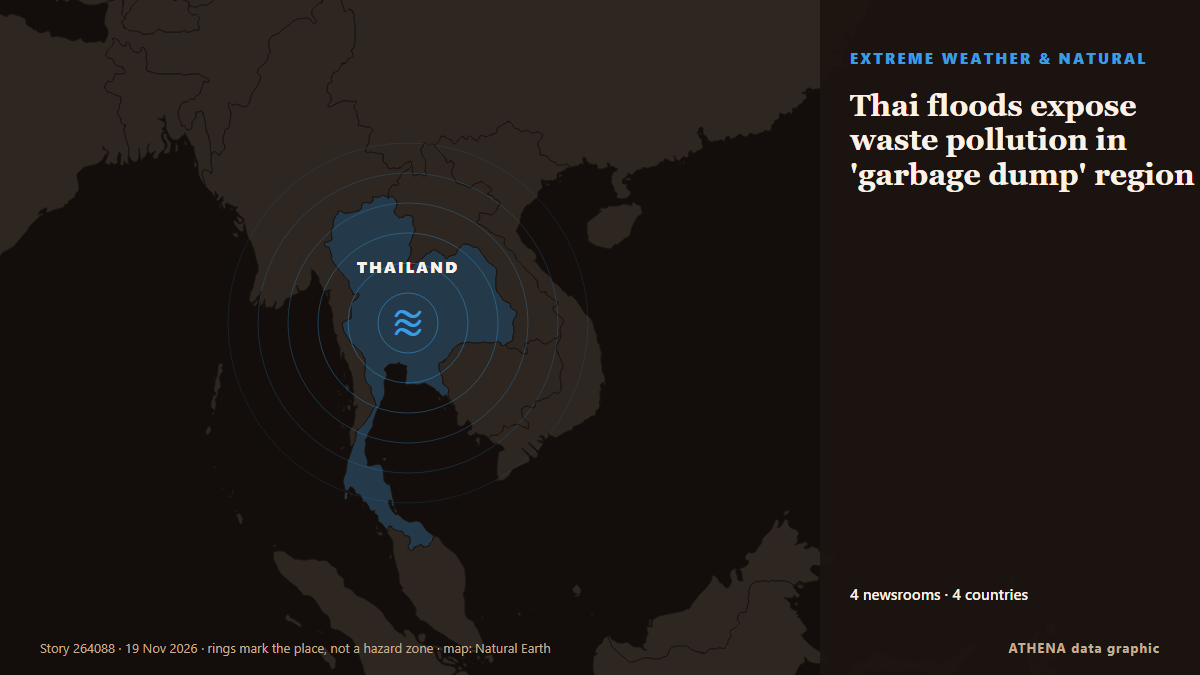 EXTREME WEATHER & NATURAL
Thai floods expose
waste pollution in
'garbage dump' region
THAILAND
4 newsrooms · 4 countries
Story 264088 · 19 Nov 2026 · rings mark the place, not a hazard zone · map: Natural Earth
ATHENA data graphic